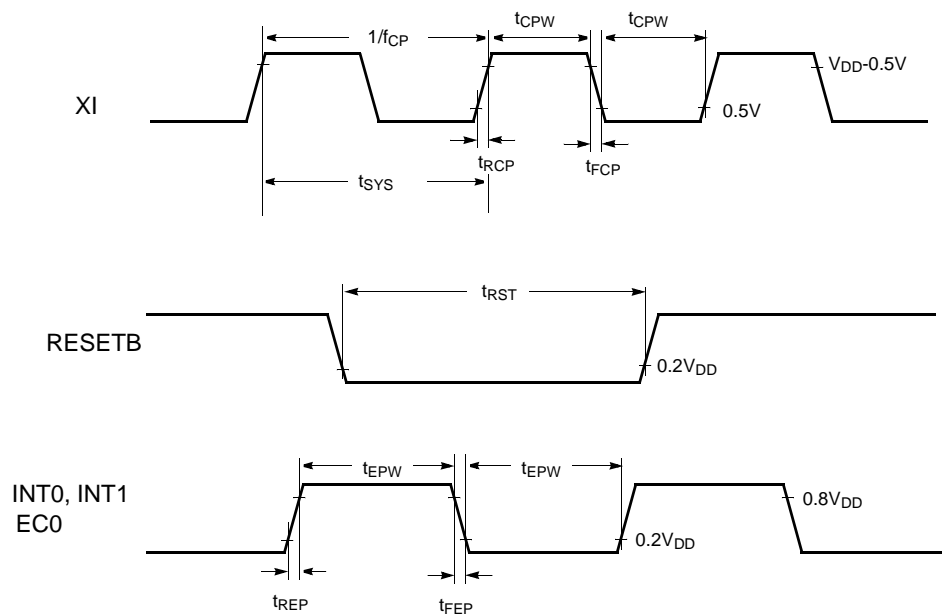 1/fCP
tCPW
tCPW
XI
VDD-0.5V
0.5V
tRCP
tFCP
tSYS
tRST
RESETB
0.2VDD
tEPW
tEPW
INT0, INT1
EC0
0.8VDD
0.2VDD
tREP
tFEP